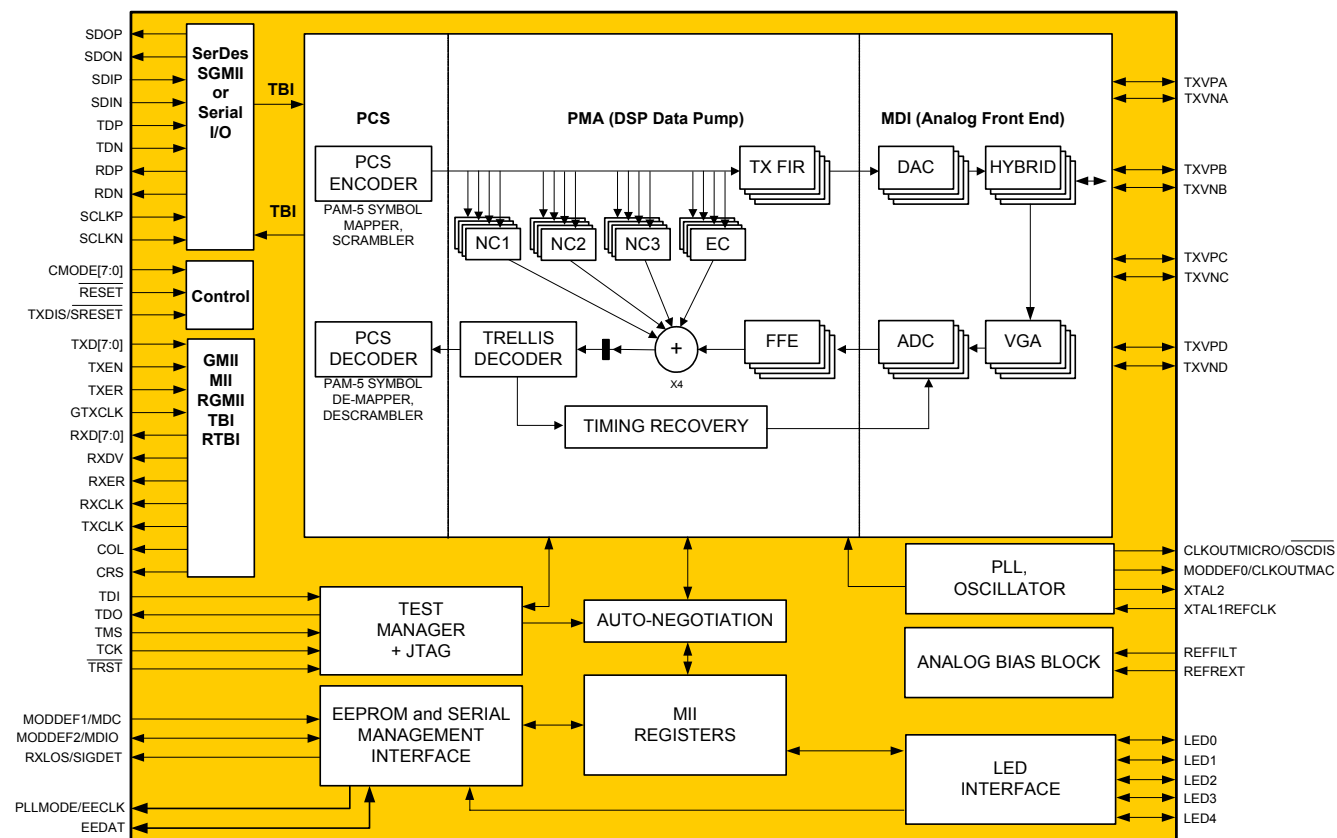 SDOP
SDON
SDIP
SDIN
TDP
TDN
RDP
RDN
SCLKP
SCLKN
CMODE[7:0]
RESET
TXDIS/SRESET
TXD[7:0]
TXEN
TXER
GTXCLK
RXD[7:0]
RXDV
RXER
RXCLK
TXCLK
COL
CRS
TDI
TDO
TMS
TCK
TRST
MODDEF1/MDC
MODDEF2/MDIO
RXLOS/SIGDET
PLLMODE/EECLK
EEDAT
SerDes
SGMII
or
Serial
I/O
TBI
TBI
Control
GMII
MII
RGMII
TBI
RTBI
PCS
PCS
ENCODER
PAM-5 SYMBOL
MAPPER,
SCRAMBLER
PCS
DECODER
PAM-5 SYMBOL
DE-MAPPER,
DESCRAMBLER
PMA (DSP Data Pump)
TX FIR
NC1
NC2
NC3
EC
TRELLIS
DECODER
+
X4
FFE
TIMING RECOVERY
MDI (Analog Front End)
DAC
HYBRID
ADC
VGA
TEST
MANAGER
+ JTAG
AUTO-NEGOTIATION
EEPROM and SERIAL
MANAGEMENT
INTERFACE
MII
REGISTERS
PLL,
OSCILLATOR
ANALOG BIAS BLOCK
LED
INTERFACE
TXVPA
TXVNA
TXVPB
TXVNB
TXVPC
TXVNC
TXVPD
TXVND
CLKOUTMICRO/OSCDIS
MODDEF0/CLKOUTMAC
XTAL2
XTAL1REFCLK
REFFILT
REFREXT
LED0
LED1
LED2
LED3
LED4